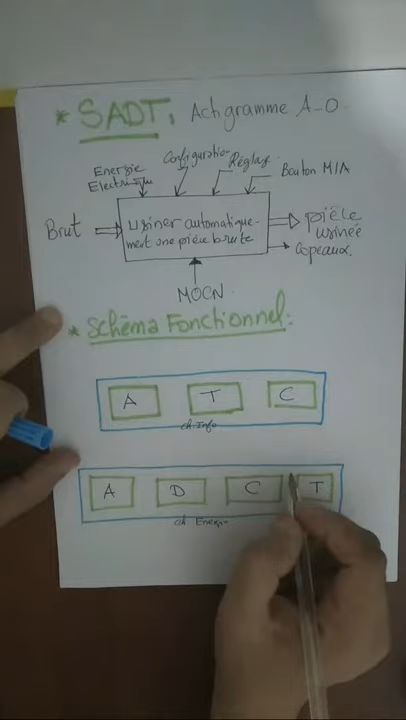 * SADT: Actigramme A-0
Energie
Electrique
Configuration
Réglage
Bouton M/A
Brut
Usiner automatique-
ment une pièce brute
pièce
usinée
Copeaux.
MOCN
* Schéma Fonctionnel:
A T C
ch. Info
A D C T
ch Energie